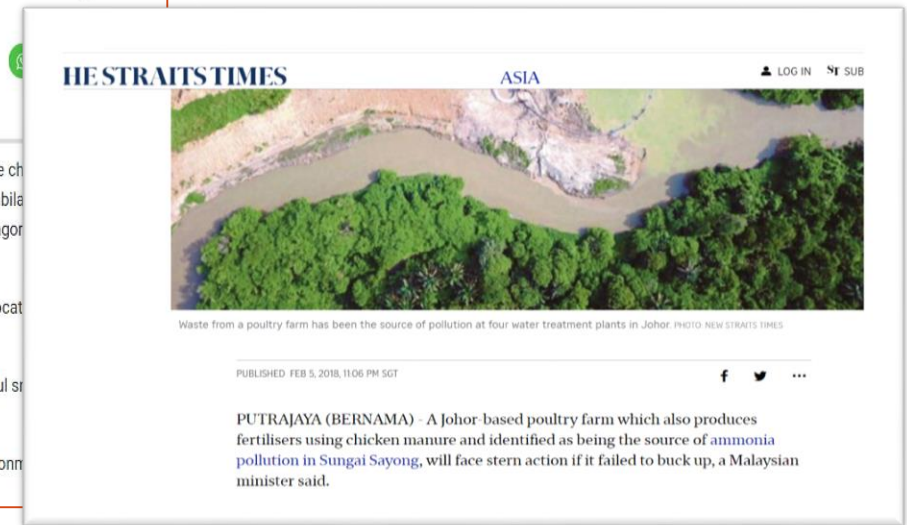 HE STRAITS TIMES
ASIA
LOG IN
ST SUB
Waste from a poultry farm has been the source of pollution at four water treatment plants in Johor. PHOTO: NEW STRAITS TIMES
PUBLISHED FEB 5, 2018, 11:06 PM SGT
PUTRAJAYA (BERNAMA) - A Johor-based poultry farm which also produces
fertilisers using chicken manure and identified as being the source of ammonia
pollution in Sungai Sayong, will face stern action if it failed to buck up, a Malaysian
minister said.